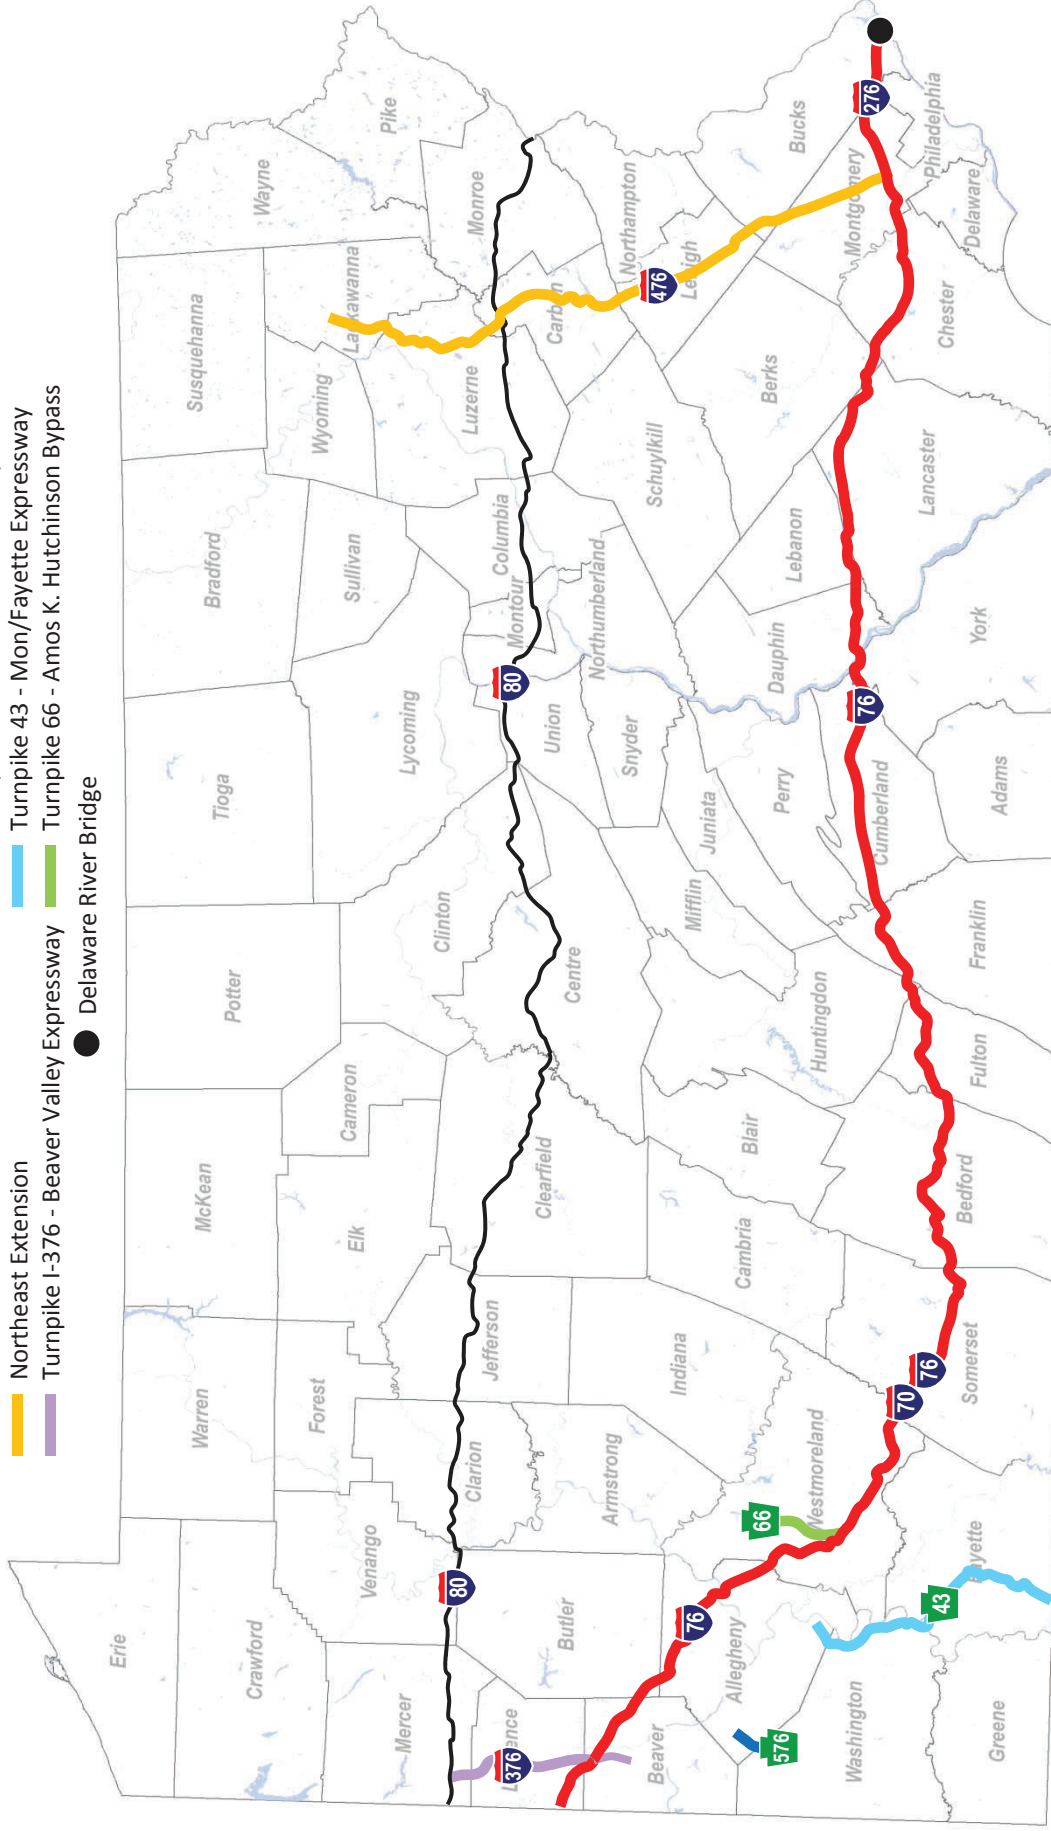 Turnpike 43 - Mon/Fayette Expressway
Northeast Extension
Turnpike 66 - Amos K. Hutchinson Bypass
Turnpike I-376 - Beaver Valley Expressway
Delaware River Bridge
Erie
Crawford
Warren
McKean
Potter
Tioga
Bradford
Susquehanna
Wayne
Forest
Elk
Cameron
Clinton
Lycoming
Sullivan
Wyoming
Lackawanna
Pike
Mercer
Venango
Clarion
Jefferson
Clearfield
Centre
Union
Montour
Columbia
Luzerne
Monroe
80
80
376
Butler
Armstrong
Indiana
Cambria
Blair
Huntingdon
Mifflin
Juniata
Snyder
Northumberland
Schuylkill
Carbon
Northampton
476
Lehigh
Beaver
Allegheny
76
66
Westmoreland
Perry
Dauphin
Lebanon
Berks
Montgomery
Bucks
576
Washington
43
Greene
Fayette
Somerset
70
76
Bedford
Fulton
Franklin
Cumberland
76
Adams
York
Lancaster
Chester
Delaware
Philadelphia
276